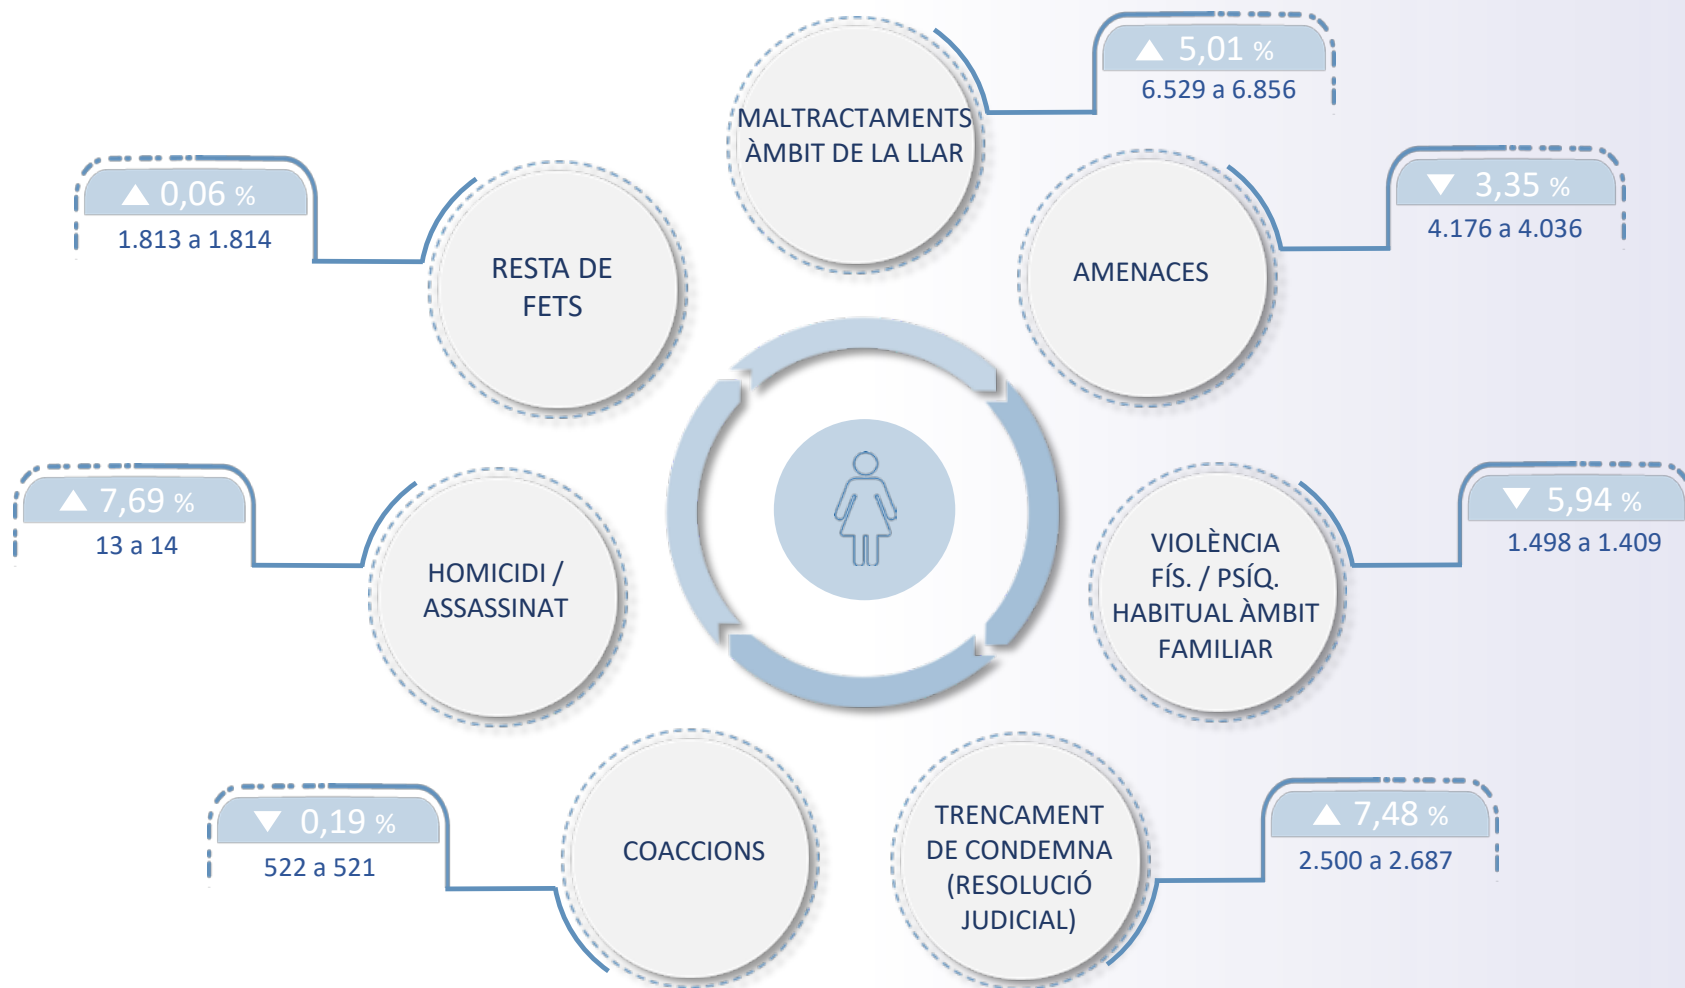 ▲ 5,01 %
6.529 a 6.856
MALTRACTAMENTS
ÀMBIT DE LA LLAR
▼ 3,35 %
4.176 a 4.036
AMENACES
▲ 0,06 %
1.813 a 1.814
RESTA DE
FETS
▲ 7,69 %
13 a 14
HOMICIDI /
ASSASSINAT
▼ 5,94 %
1.498 a 1.409
VIOLÈNCIA
FÍS. / PSÍQ.
HABITUAL ÀMBIT
FAMILIAR
▼ 0,19 %
522 a 521
COACCIONS
TRENCAMENT
DE CONDEMNA
(RESOLUCIÓ
JUDICIAL)
▲ 7,48 %
2.500 a 2.687